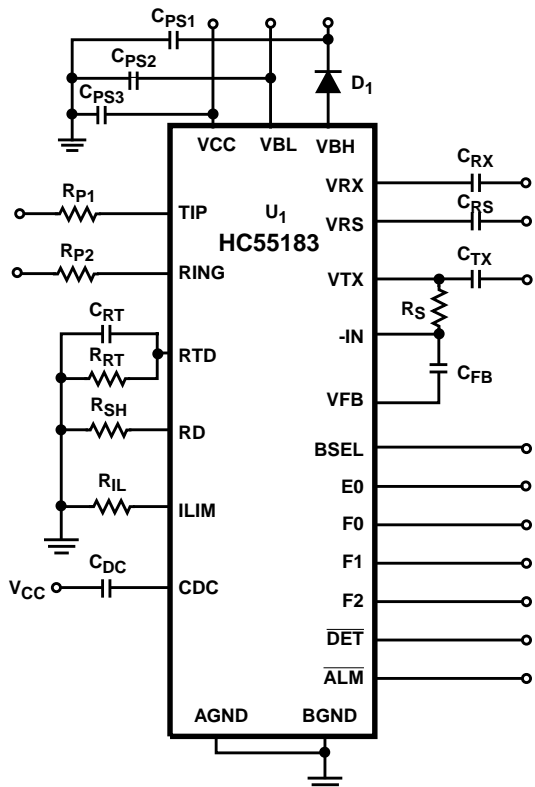 CPS1
CPS2
CPS3
D1
VCC VBL VBH
U1
HC55183
RP1
TIP
RP2
RING
CRT
RRT
RTD
RSH
RD
RIL
ILIM
CDC
VCC
CDC
VRX
CRX
VRS
CRS
VTX
CTX
RS
-IN
CFB
VFB
BSEL
E0
F0
F1
F2
DET
ALM
AGND BGND